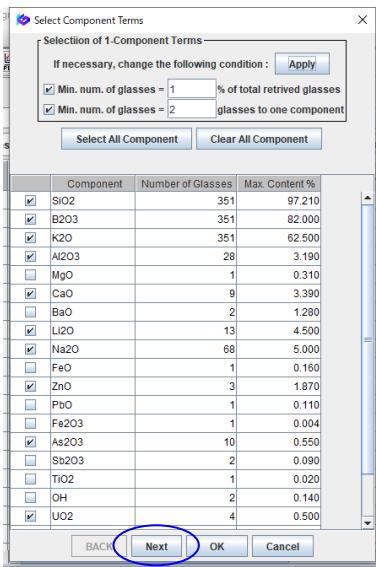 Select Component Terms
Selectiion of 1-Component Terms
If necessary, change the following condition : Apply
Min. num. of glasses = 1 % of total retrived glasses
Min. num. of glasses = 2 glasses to one component
Select All Component Clear All Component
Component Number of Glasses Max. Content %
SiO2 351 97.210
B2O3 351 82.000
K2O 351 62.500
Al2O3 28 3.190
MgO 1 0.310
CaO 9 3.390
BaO 2 1.280
Li2O 13 4.500
Na2O 68 5.000
FeO 1 0.160
ZnO 3 1.870
PbO 1 0.110
Fe2O3 1 0.004
As2O3 10 0.550
Sb2O3 2 0.090
TiO2 1 0.020
OH 2 0.140
UO2 4 0.500
BACK Next OK Cancel